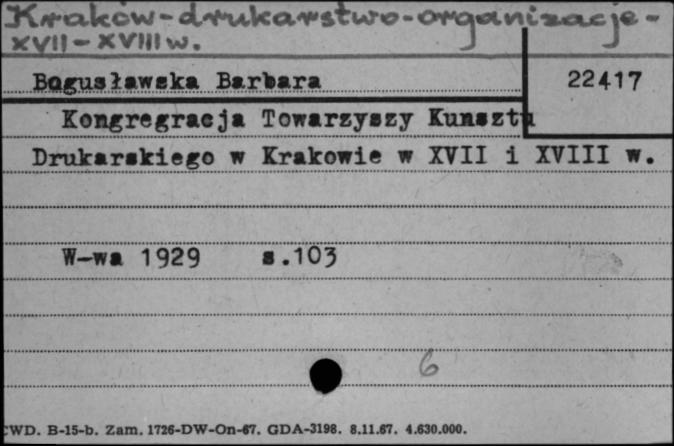 Kraków-drukarstwo-organizacje-
XVII-XVIII w.
Bogusławska Barbara
22417
Kongregracja Towarzyszy Kunsztu
Drukarskiego w Krakowie w XVII i XVIII w.
W-wa 1929 s.103
6
CWD. B-15-b. Zam. 1726-DW-On-67. GDA-3198. 8.11.67. 4.630.000.